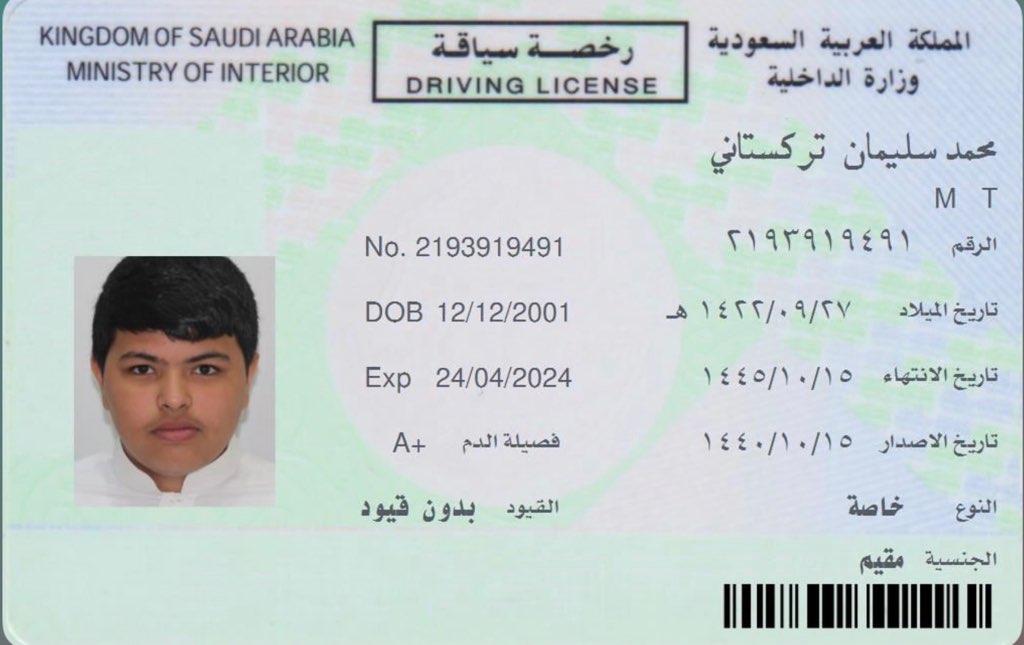 KINGDOM OF SAUDI ARABIA
MINISTRY OF INTERIOR
رخصة سياقة
DRIVING LICENSE
المملكة العربية السعودية
وزارة الداخلية
محمد سليمان تركستاني
M T
No. 2193919491
الرقم ٢١٩٣٩١٩٤٩١
DOB 12/12/2001
تاريخ الميلاد ١٤٢٢/٠٩/٢٧ هـ
Exp 24/04/2024
تاريخ الانتهاء ١٤٤٥/١٠/١٥
فصيلة الدم A+
تاريخ الاصدار ١٤٤٠/١٠/١٥
النوع خاصة
القيود بدون قيود
الجنسية مقيم